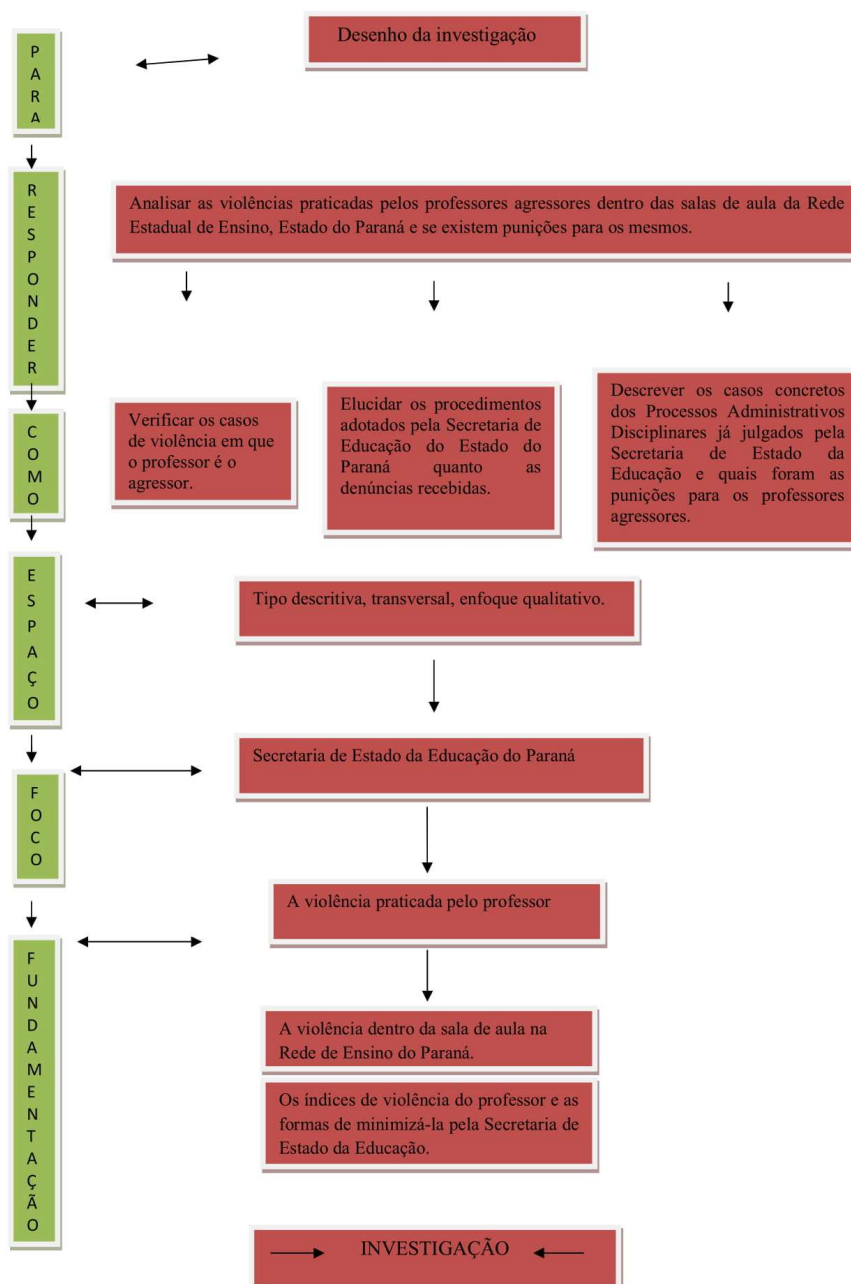 Desenho da investigação
PARA
RESPONDER
Analisar as violências praticadas pelos professores agressores dentro das salas de aula da Rede
Estadual de Ensino, Estado do Paraná e se existem punições para os mesmos.
COMO
Verificar os casos
de violência em que
o professor é o
agressor.
Elucidar os procedimentos
adotados pela Secretaria de
Educação do Estado do
Paraná quanto as
denúncias recebidas.
Descrever os casos concretos
dos Processos Administrativos
Disciplinares já julgados pela
Secretaria de Estado da
Educação e quais foram as
punições para os professores
agressores.
ESPAÇO
Tipo descritiva, transversal, enfoque qualitativo.
FOCO
Secretaria de Estado da Educação do Paraná
FUNDAMENTAÇÃO
A violência praticada pelo professor
A violência dentro da sala de aula na
Rede de Ensino do Paraná.
Os índices de violência do professor e as
formas de minimizá-la pela Secretaria de
Estado da Educação.
INVESTIGAÇÃO